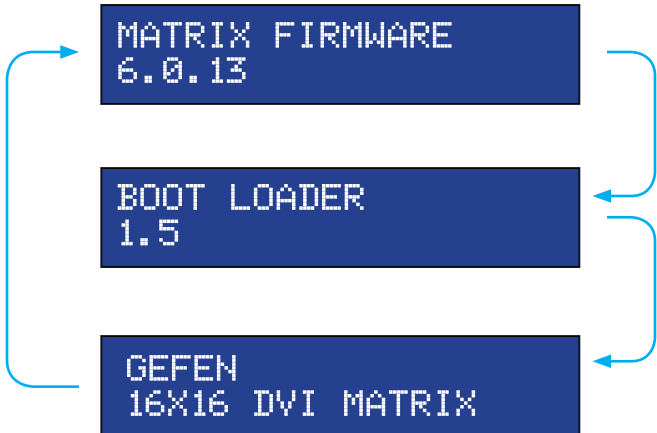 MATRIX FIRMWARE
6.0.13
BOOT LOADER
1.5
GEFEN
16X16 DVI MATRIX